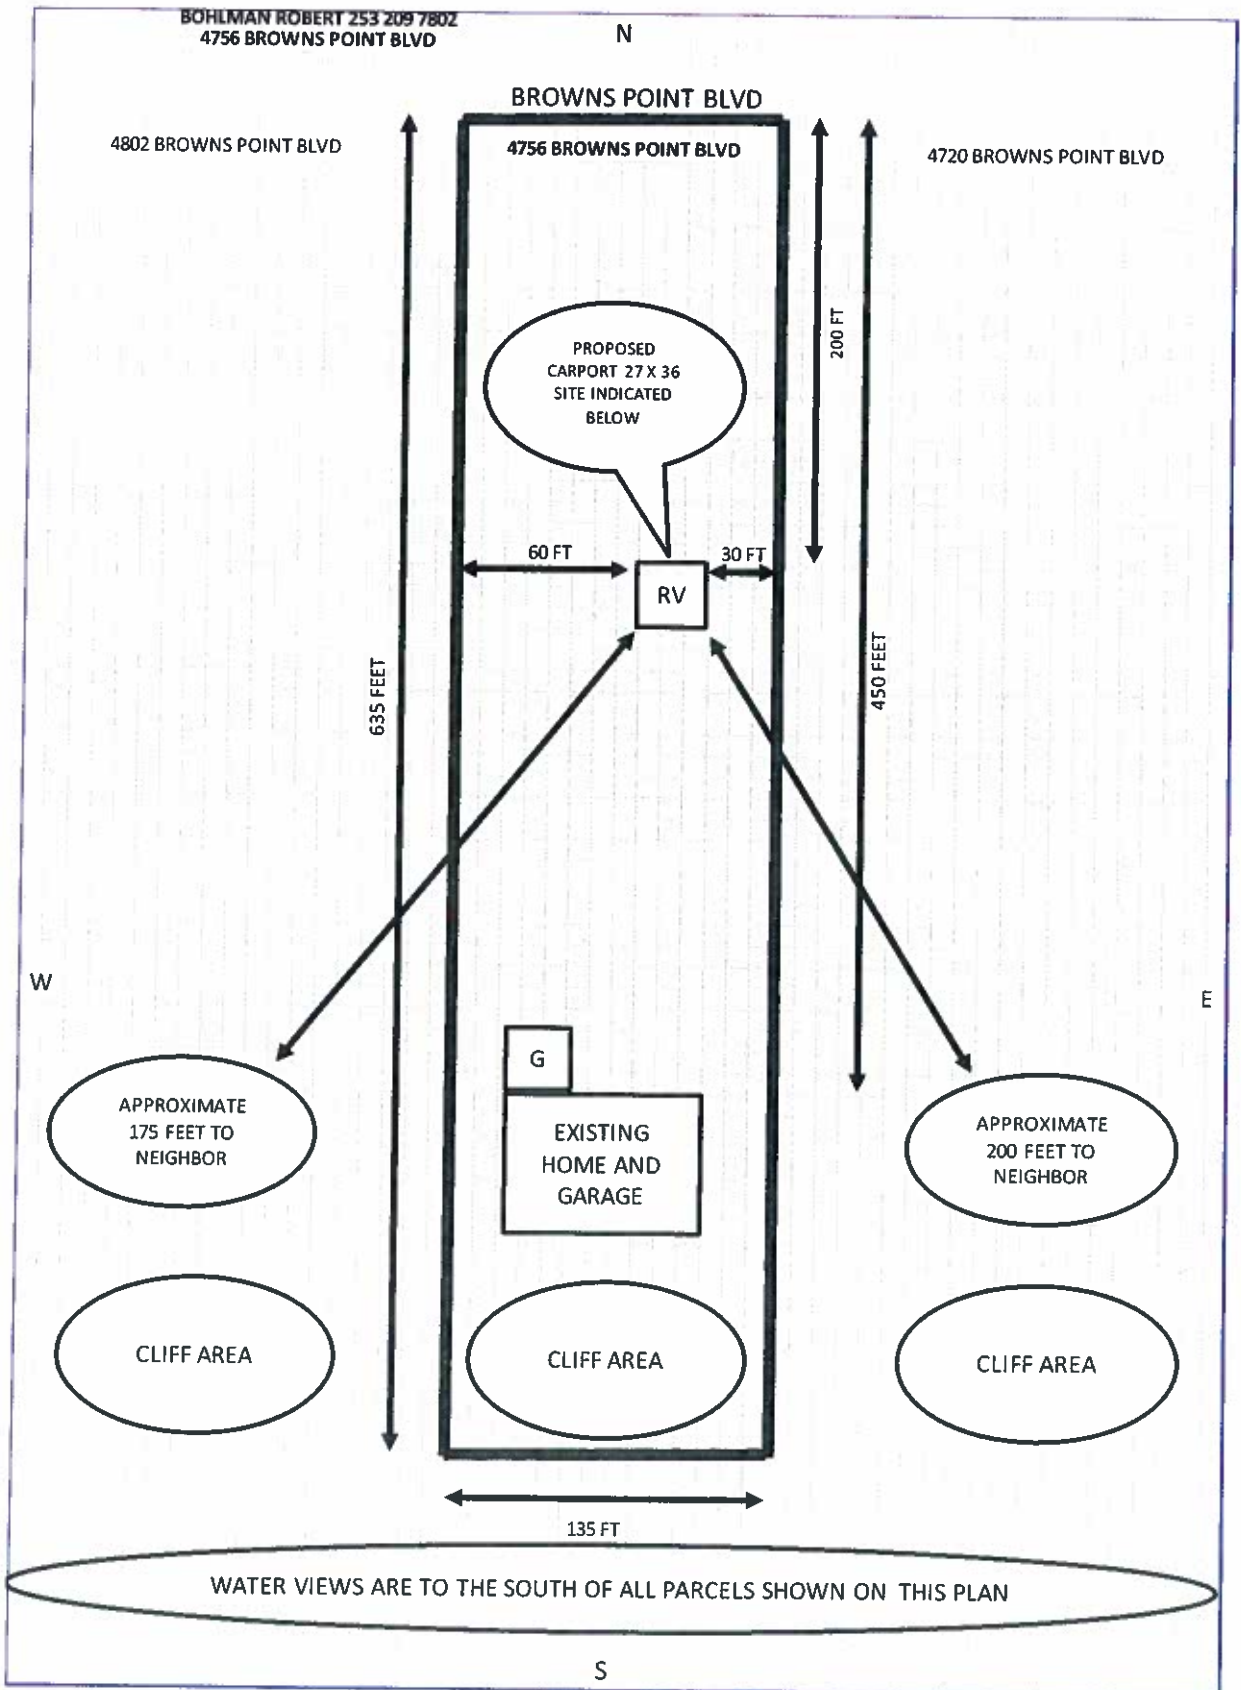 BOHLMAN ROBERT 253 209 7802
4756 BROWNS POINT BLVD
N
BROWNS POINT BLVD
4802 BROWNS POINT BLVD
4756 BROWNS POINT BLVD
4720 BROWNS POINT BLVD
200 FT
PROPOSED
CARPORT 27 X 36
SITE INDICATED
BELOW
60 FT
30 FT
RV
635 FEET
450 FEET
W
E
G
APPROXIMATE
175 FEET TO
NEIGHBOR
EXISTING
HOME AND
GARAGE
APPROXIMATE
200 FEET TO
NEIGHBOR
CLIFF AREA
CLIFF AREA
CLIFF AREA
135 FT
WATER VIEWS ARE TO THE SOUTH OF ALL PARCELS SHOWN ON THIS PLAN
S